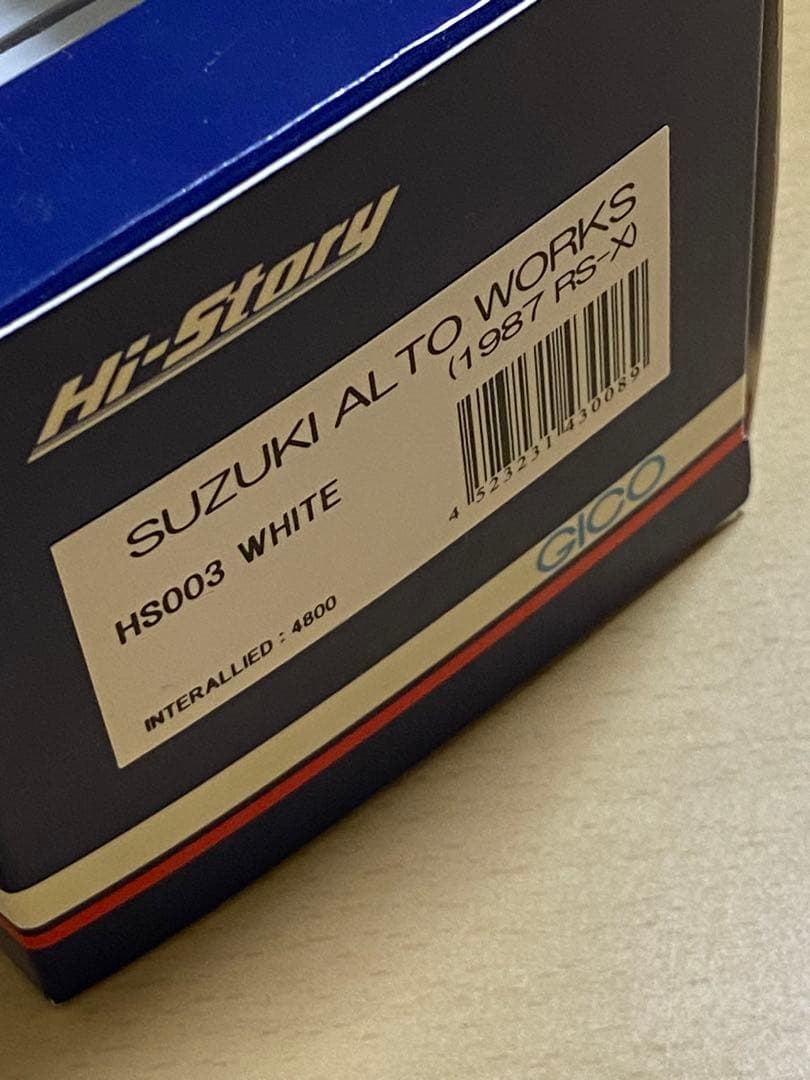 Hi-Story
SUZUKI ALTO WORKS
(1987 RS-X)
HS003 WHITE
4 523231 430089
INTERALLIED : 4800
GICO